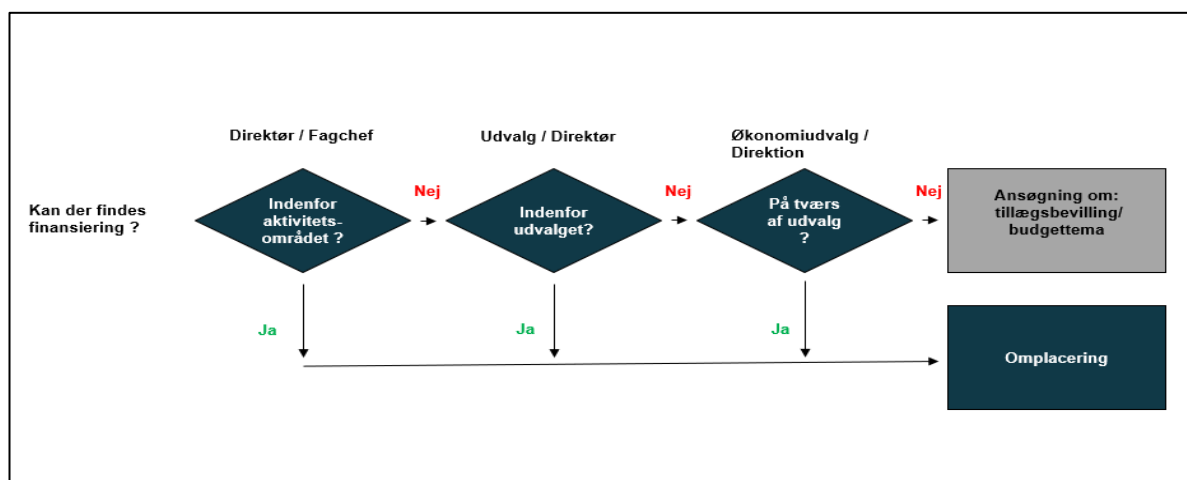 Direktør / Fagchef
Udvalg / Direktør
Økonomiudvalg /
Direktion
Kan der findes
finansiering ?
Indenfor
aktivitets-
området ?
Nej
Indenfor
udvalget?
Nej
På tværs
af udvalg
?
Nej
Ansøgning om:
tillægsbevilling/
budgettema
Ja
Ja
Ja
Omplacering